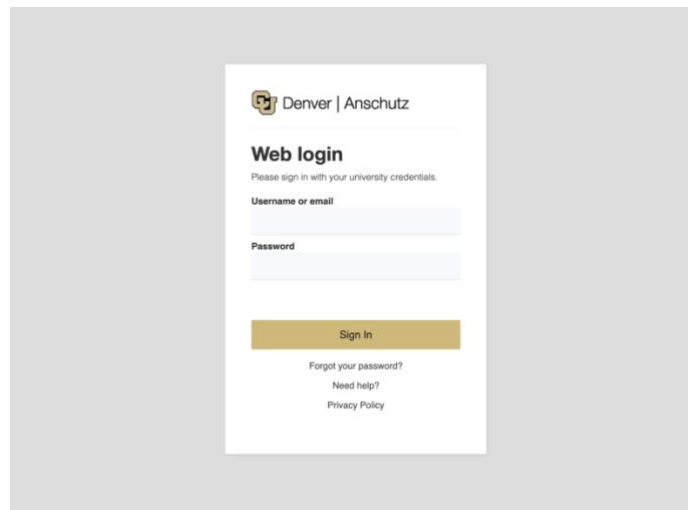 CU Denver | Anschutz
Web login
Please sign in with your university credentials.
Username or email
Password
Sign In
Forgot your password?
Need help?
Privacy Policy